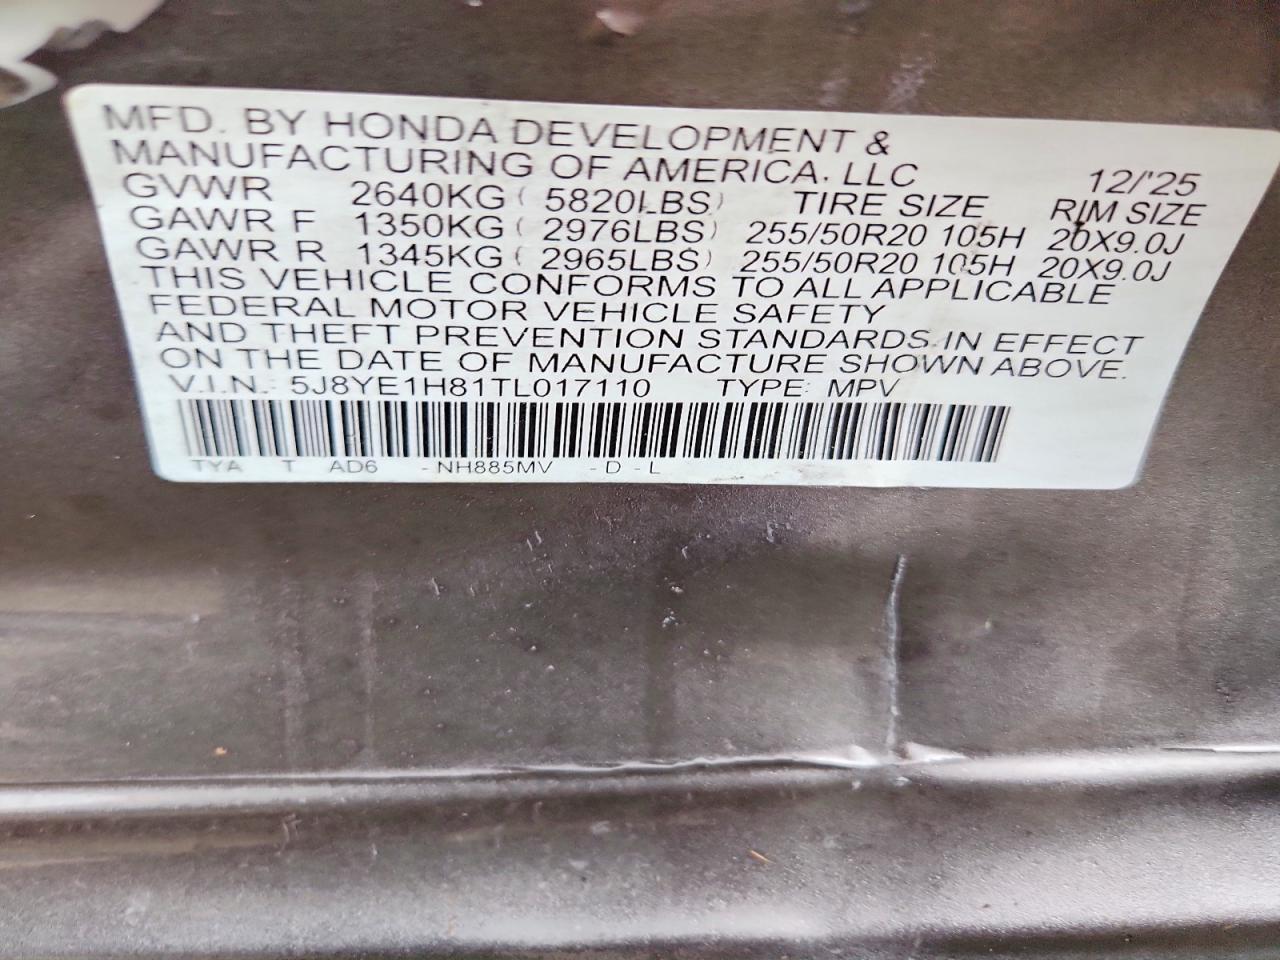 MFD. BY HONDA DEVELOPMENT &
MANUFACTURING OF AMERICA. LLC 12/'25
GVWR 2640KG ( 5820LBS) TIRE SIZE RIM SIZE
GAWR F 1350KG ( 2976LBS) 255/50R20 105H 20X9.0J
GAWR R 1345KG ( 2965LBS) 255/50R20 105H 20X9.0J
THIS VEHICLE CONFORMS TO ALL APPLICABLE
FEDERAL MOTOR VEHICLE SAFETY
AND THEFT PREVENTION STANDARDS IN EFFECT
ON THE DATE OF MANUFACTURE SHOWN ABOVE.
V.I.N.: 5J8YE1H81TL017110 TYPE: MPV
TYA T AD6 -NH885MV -D -L